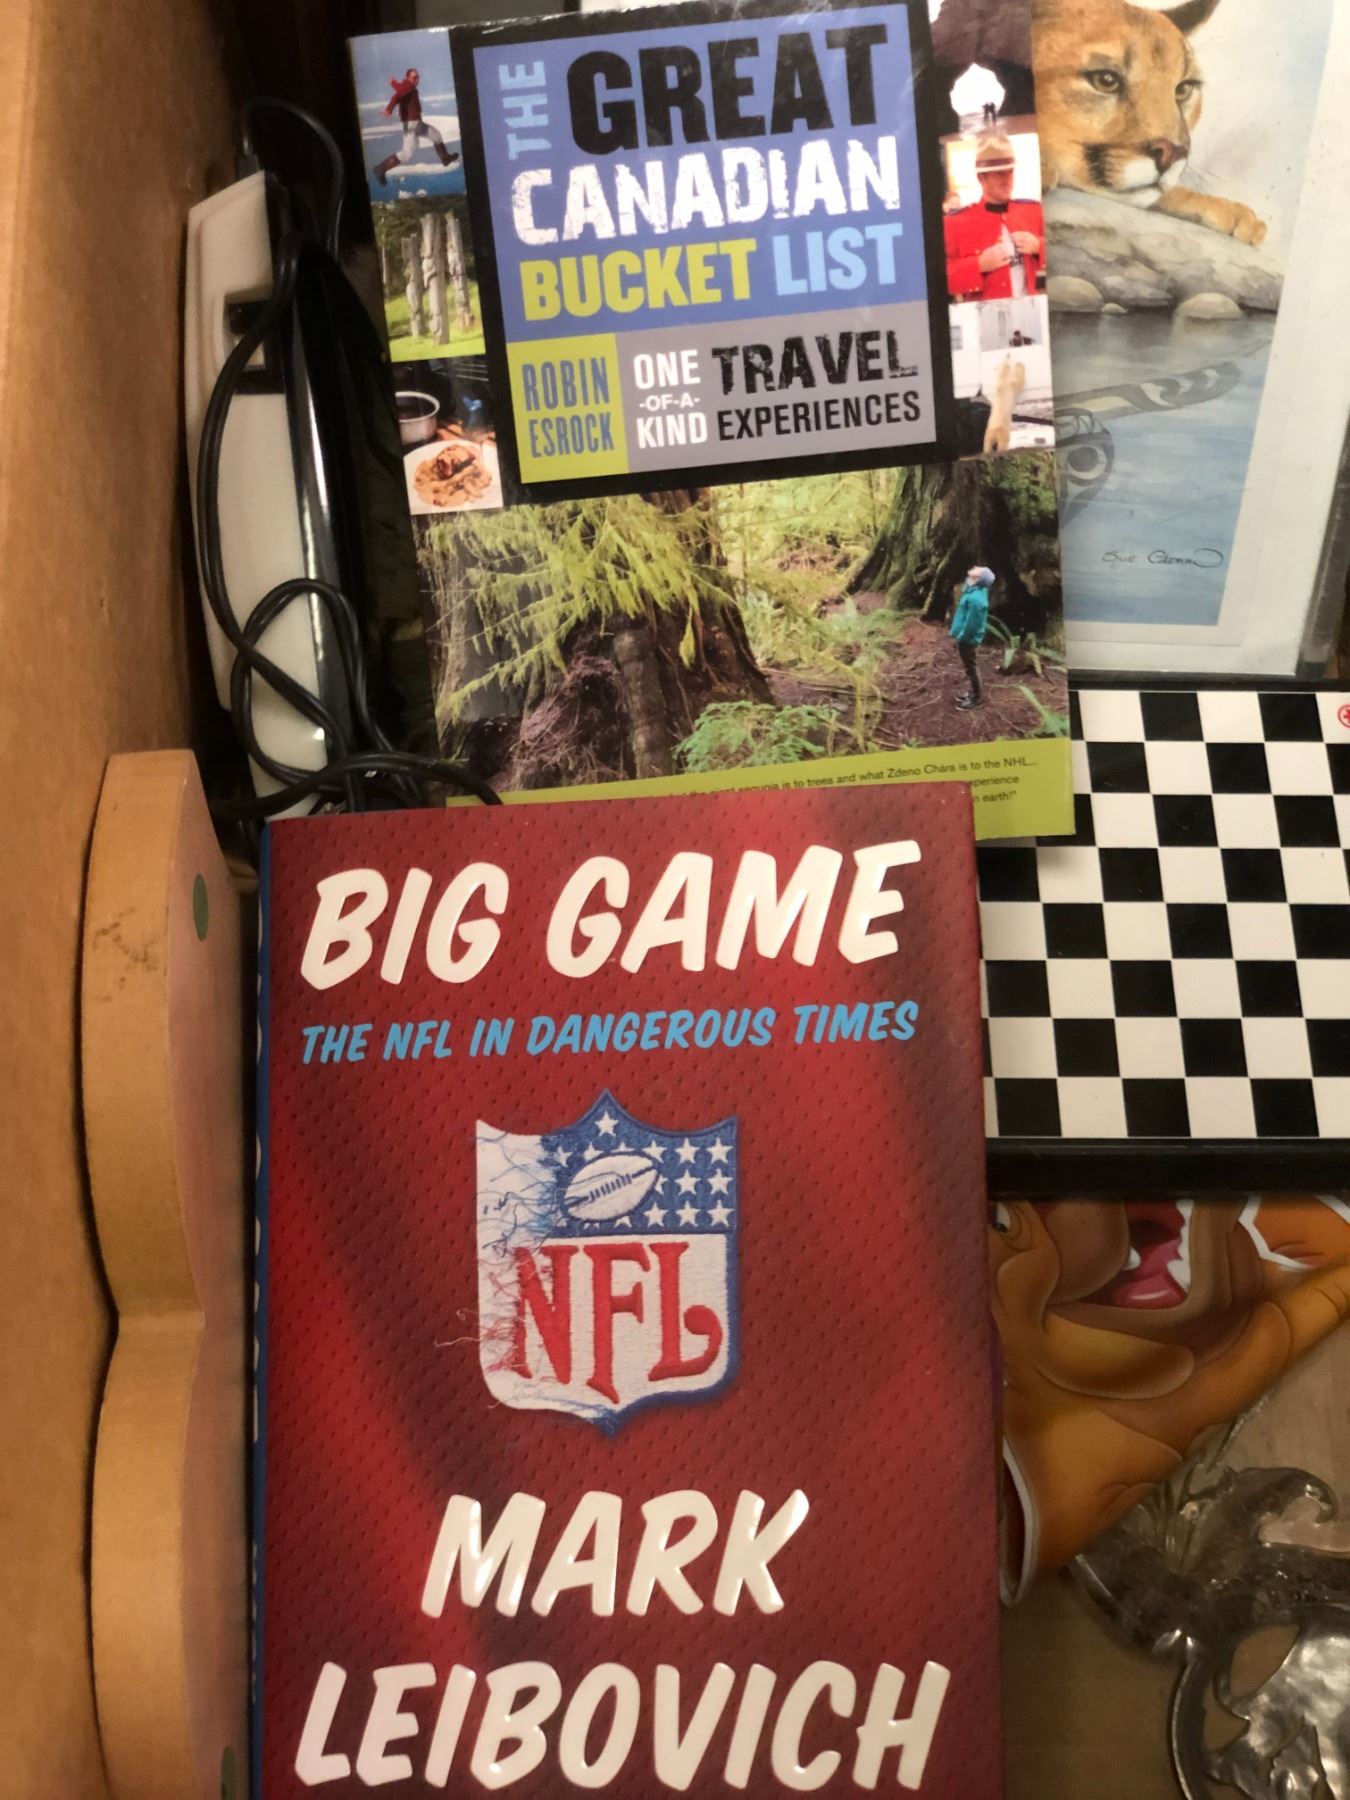 THE
GREAT
CANADIAN
BUCKET LIST
ROBIN
ESROCK
ONE
-OF-A-
KIND
TRAVEL
EXPERIENCES
giant sequoia is to trees and what Zdeno Chára is to the NHL...
experience
earth!"
BIG GAME
THE NFL IN DANGEROUS TIMES
NFL
MARK
LEIBOVICH